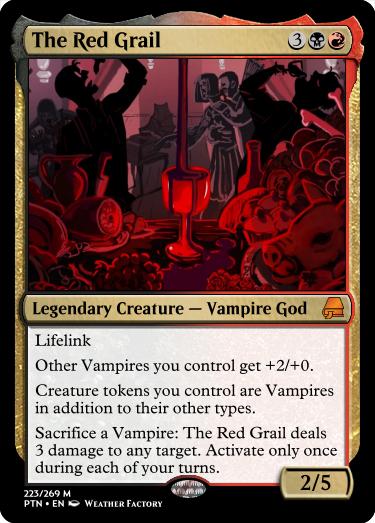 The Red Grail 3
Legendary Creature — Vampire God
Lifelink
Other Vampires you control get +2/+0.
Creature tokens you control are Vampires
in addition to their other types.
Sacrifice a Vampire: The Red Grail deals
3 damage to any target. Activate only once
during each of your turns.
2/5
223/269 M
PTN • EN Weather Factory